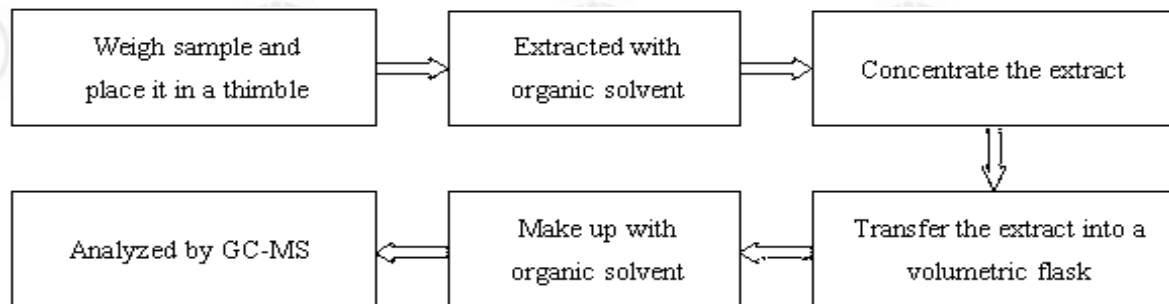 Weigh sample and
place it in a thimble
Extracted with
organic solvent
Concentrate the extract
Transfer the extract into a
volumetric flask
Make up with
organic solvent
Analyzed by GC-MS